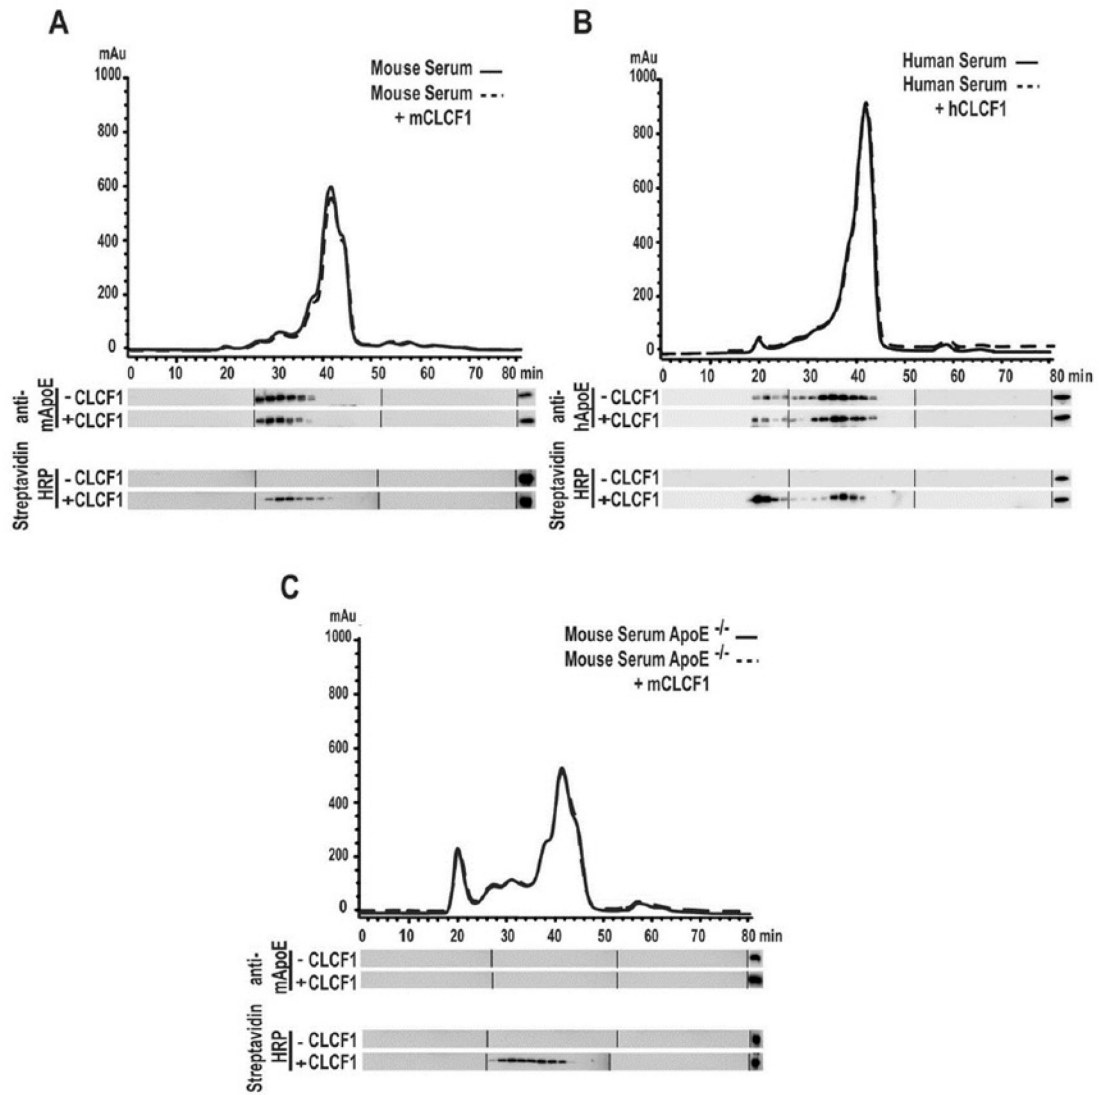 A
mAu
1000
800
600
400
200
0
Mouse Serum
Mouse Serum
+ mCLCF1
0 10 20 30 40 50 60 70 80 min
anti-
mApoE
- CLCF1
+CLCF1
Streptavidin
HRP
- CLCF1
+CLCF1
B
mAu
1000
800
600
400
200
0
Human Serum
Human Serum
+ hCLCF1
0 10 20 30 40 50 60 70 80 min
anti-
hApoE
- CLCF1
+CLCF1
Streptavidin
HRP
- CLCF1
+CLCF1
C
mAu
1000
800
600
400
200
0
Mouse Serum ApoE -/-
Mouse Serum ApoE -/-
+ mCLCF1
0 10 20 30 40 50 60 70 80 min
anti-
mApoE
- CLCF1
+ CLCF1
Streptavidin
HRP
- CLCF1
+CLCF1